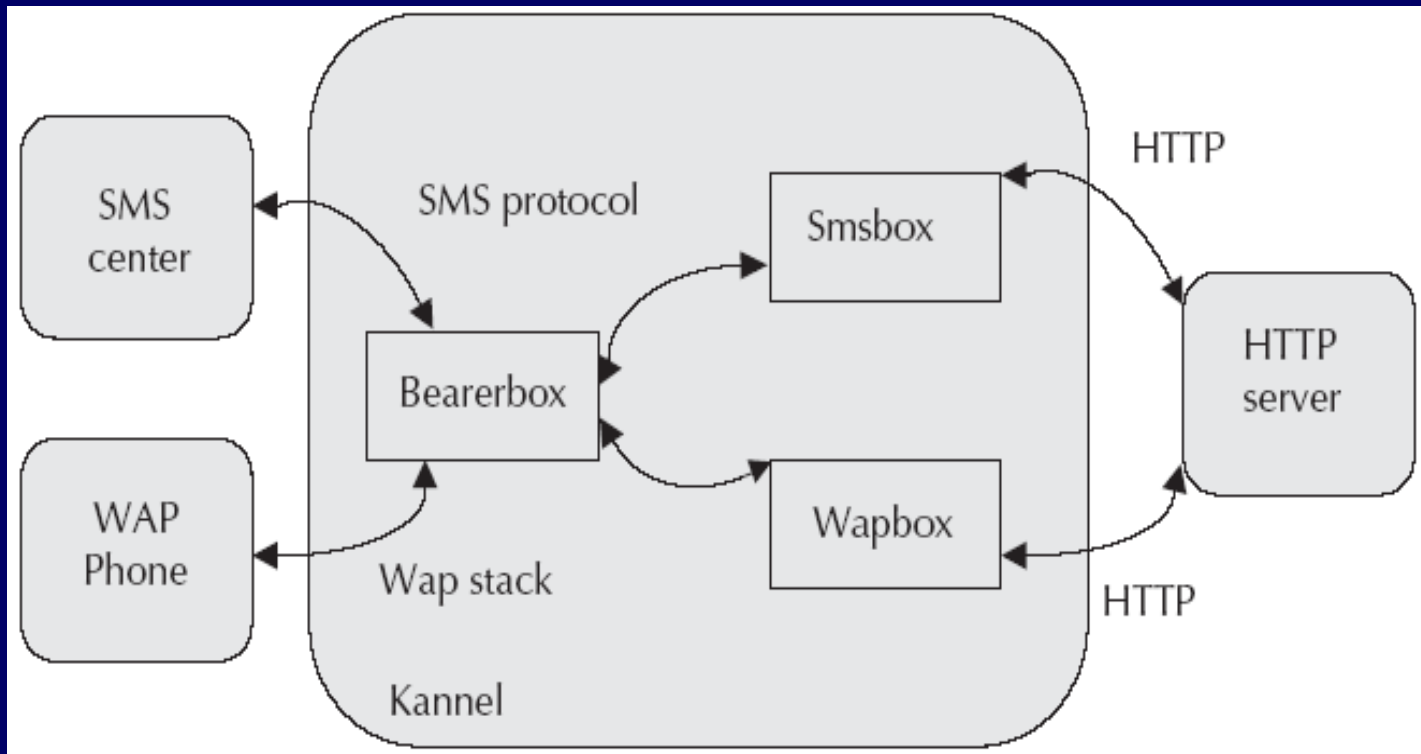 SMS
center
WAP
Phone
SMS protocol
Bearerbox
Wap stack
Kannel
Smsbox
Wapbox
HTTP
HTTP
server
HTTP